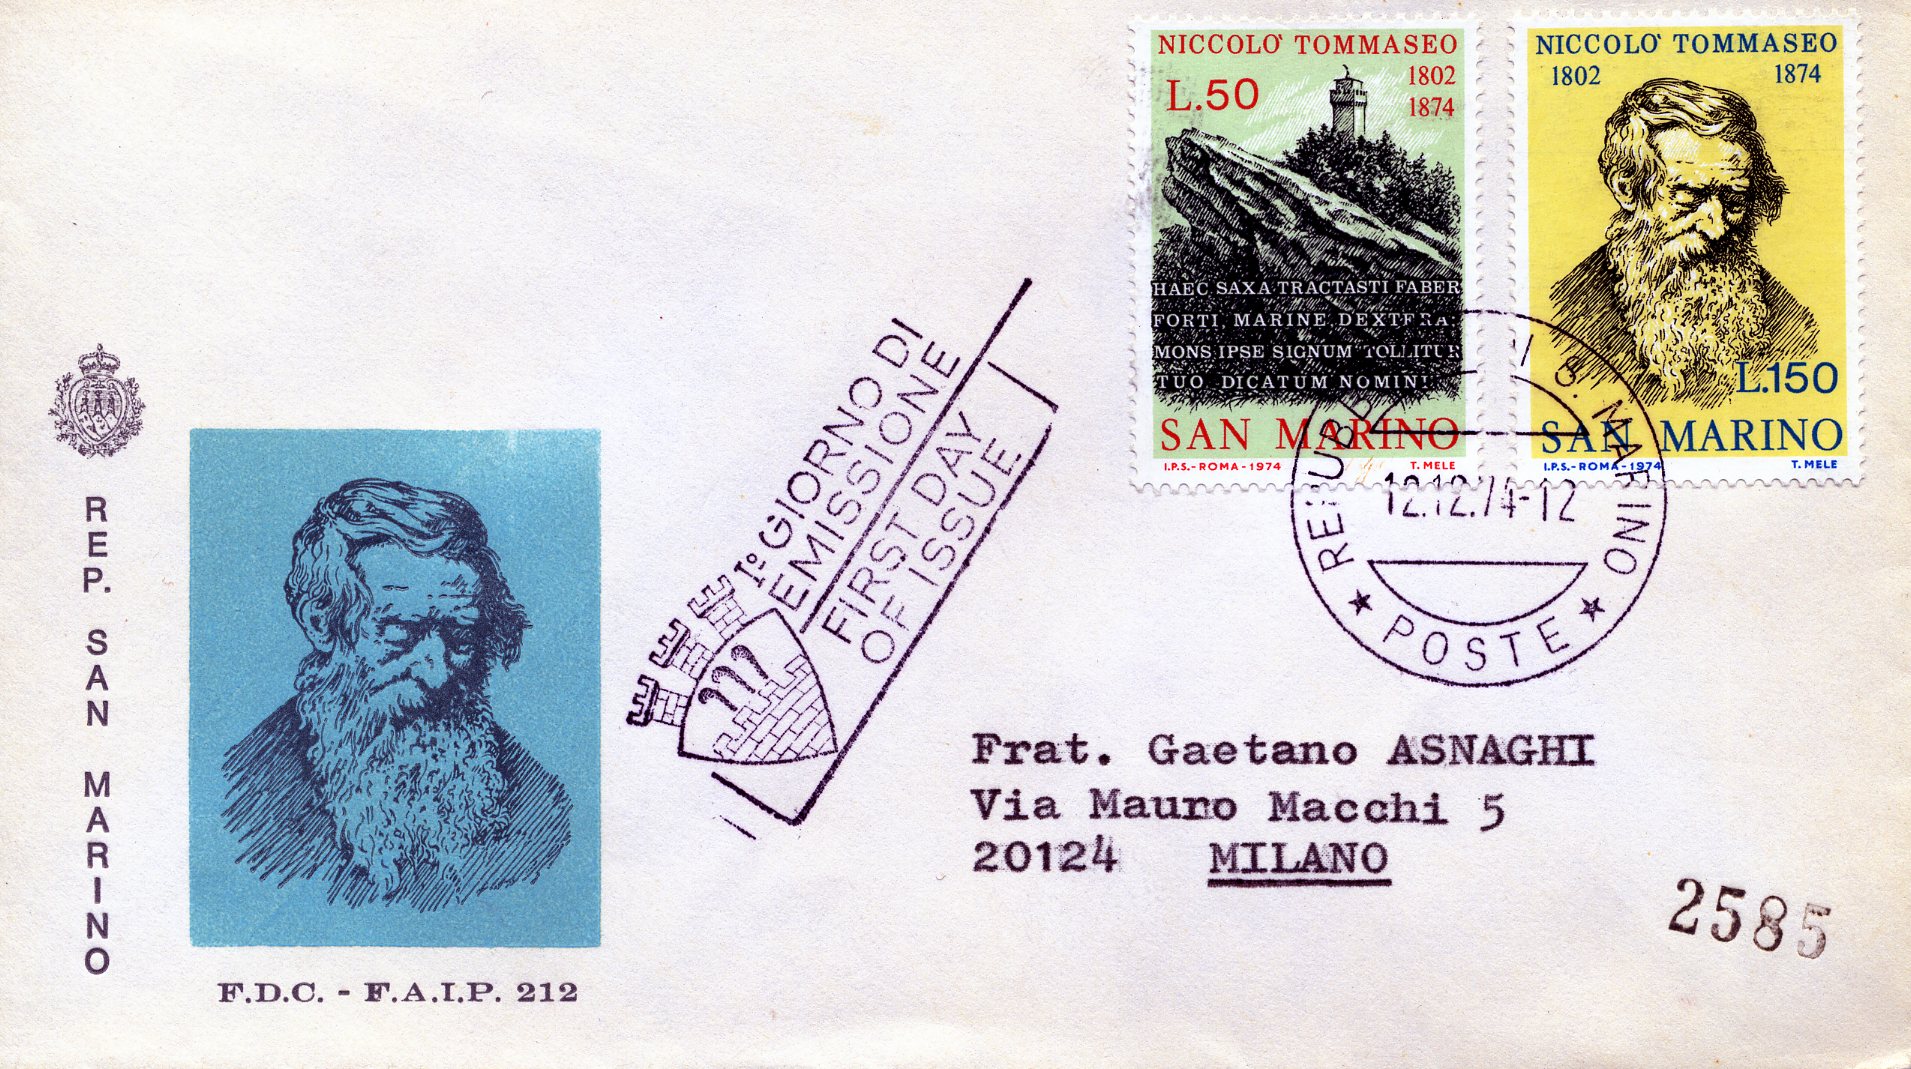 NICCOLO' TOMMASEO
L.50
1802
1874
HAEC SAXA TRACTASTI FABER
FORTI, MARINE, DEXTERA;
MONS IPSE SIGNUM TOLLITUR
TUO DICATUM NOMINI
SAN MARINO
I.P.S.-ROMA-1974 T. MELE
NICCOLO' TOMMASEO
1802 1874
L.150
SAN MARINO
I.P.S.-ROMA-1974 T. MELE
MARINO
12.12.74-12
★ POSTE ★
1º GIORNO DI
EMISSIONE
FIRST DAY
OF ISSUE
REP. SAN MARINO
F.D.C. - F.A.I.P. 212
Frat. Gaetano ASNAGHI
Via Mauro Macchi 5
20124 MILANO
2585